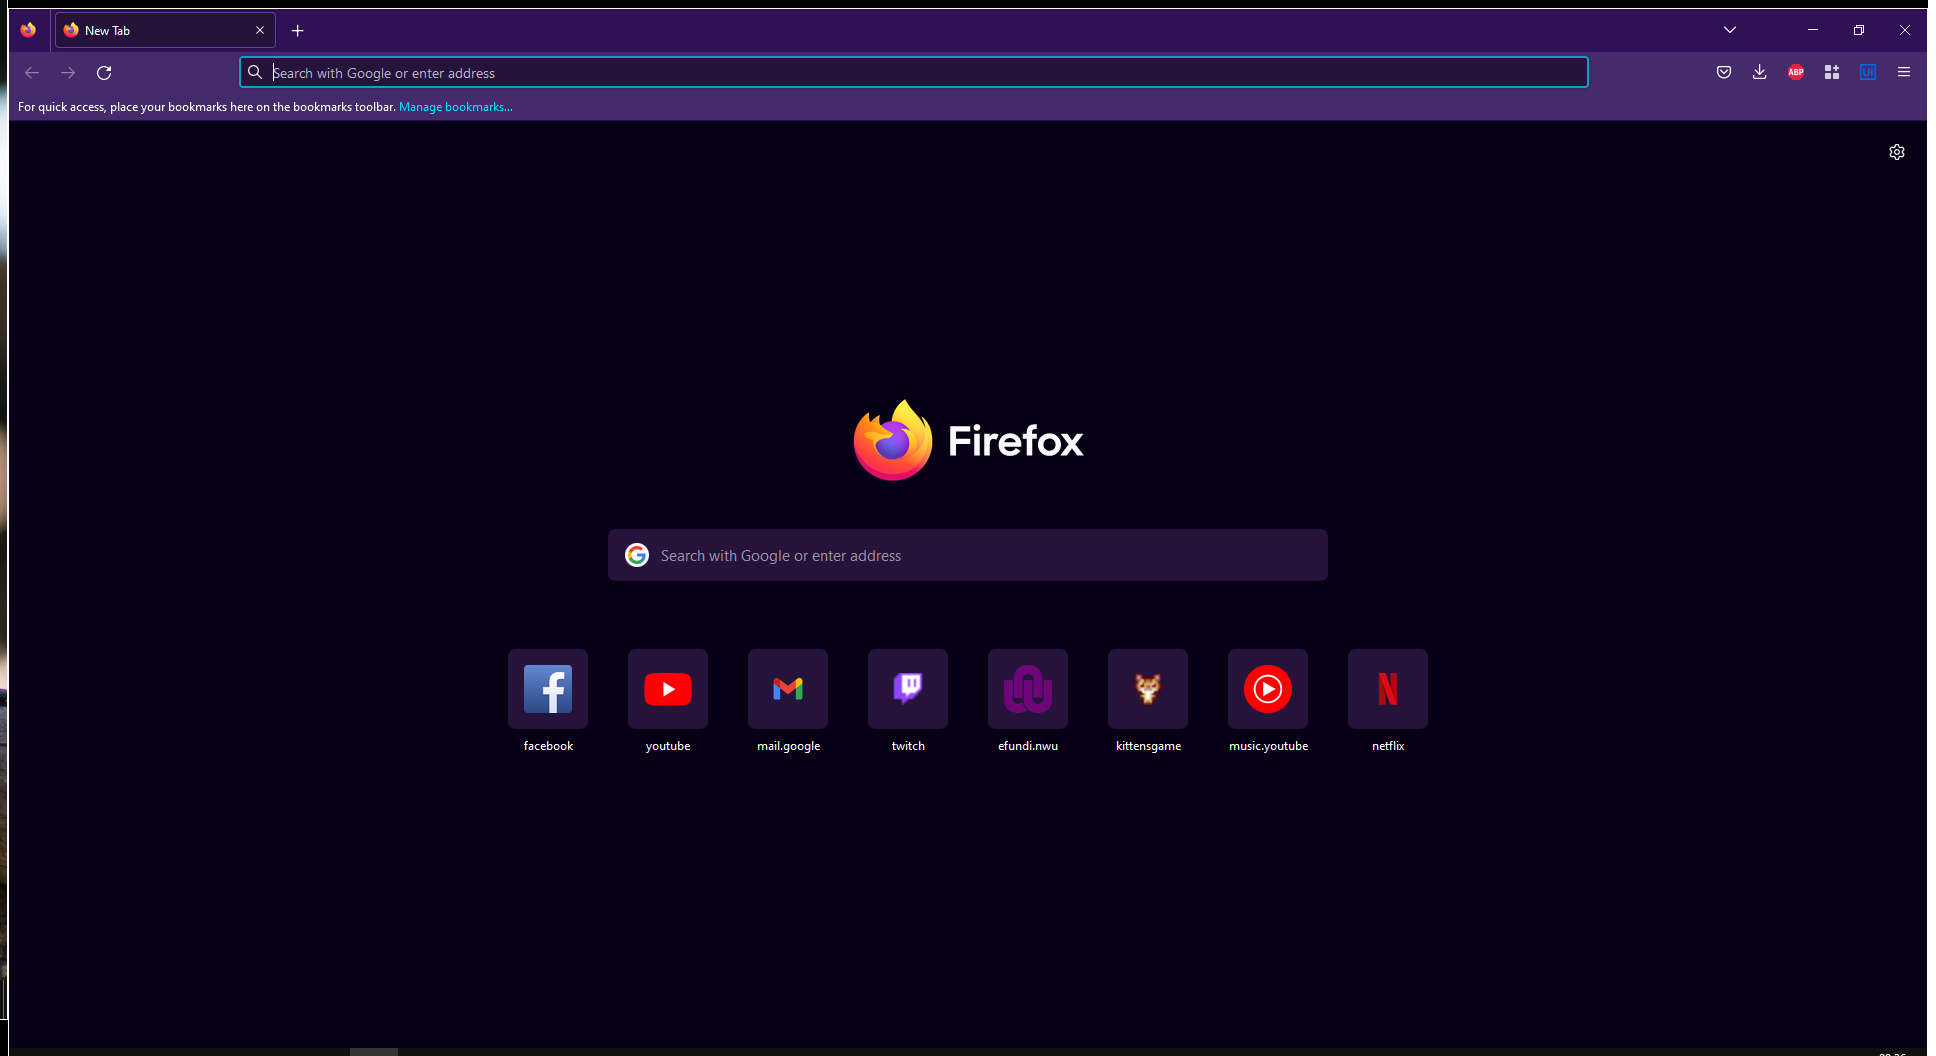 New Tab
Search with Google or enter address
ABP
Ui
For quick access, place your bookmarks here on the bookmarks toolbar. Manage bookmarks...
Firefox
Search with Google or enter address
facebook
youtube
mail.google
twitch
efundi.nwu
kittensgame
music.youtube
netflix